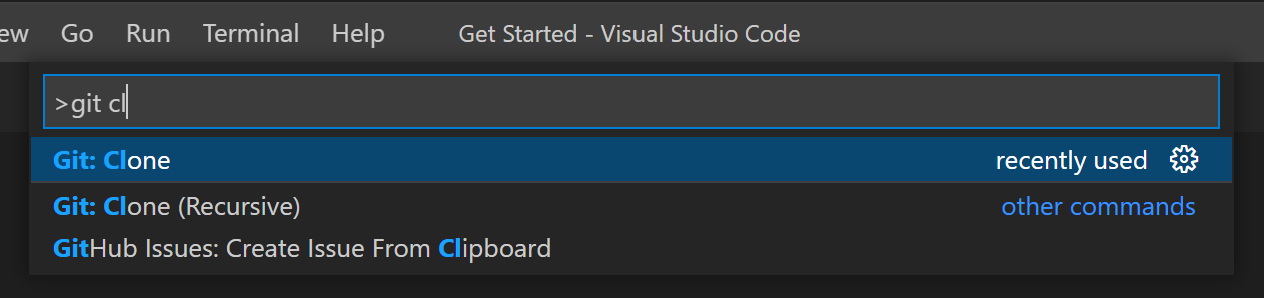 ew Go Run Terminal Help Get Started - Visual Studio Code
>git cl
Git: Clone recently used
Git: Clone (Recursive) other commands
GitHub Issues: Create Issue From Clipboard